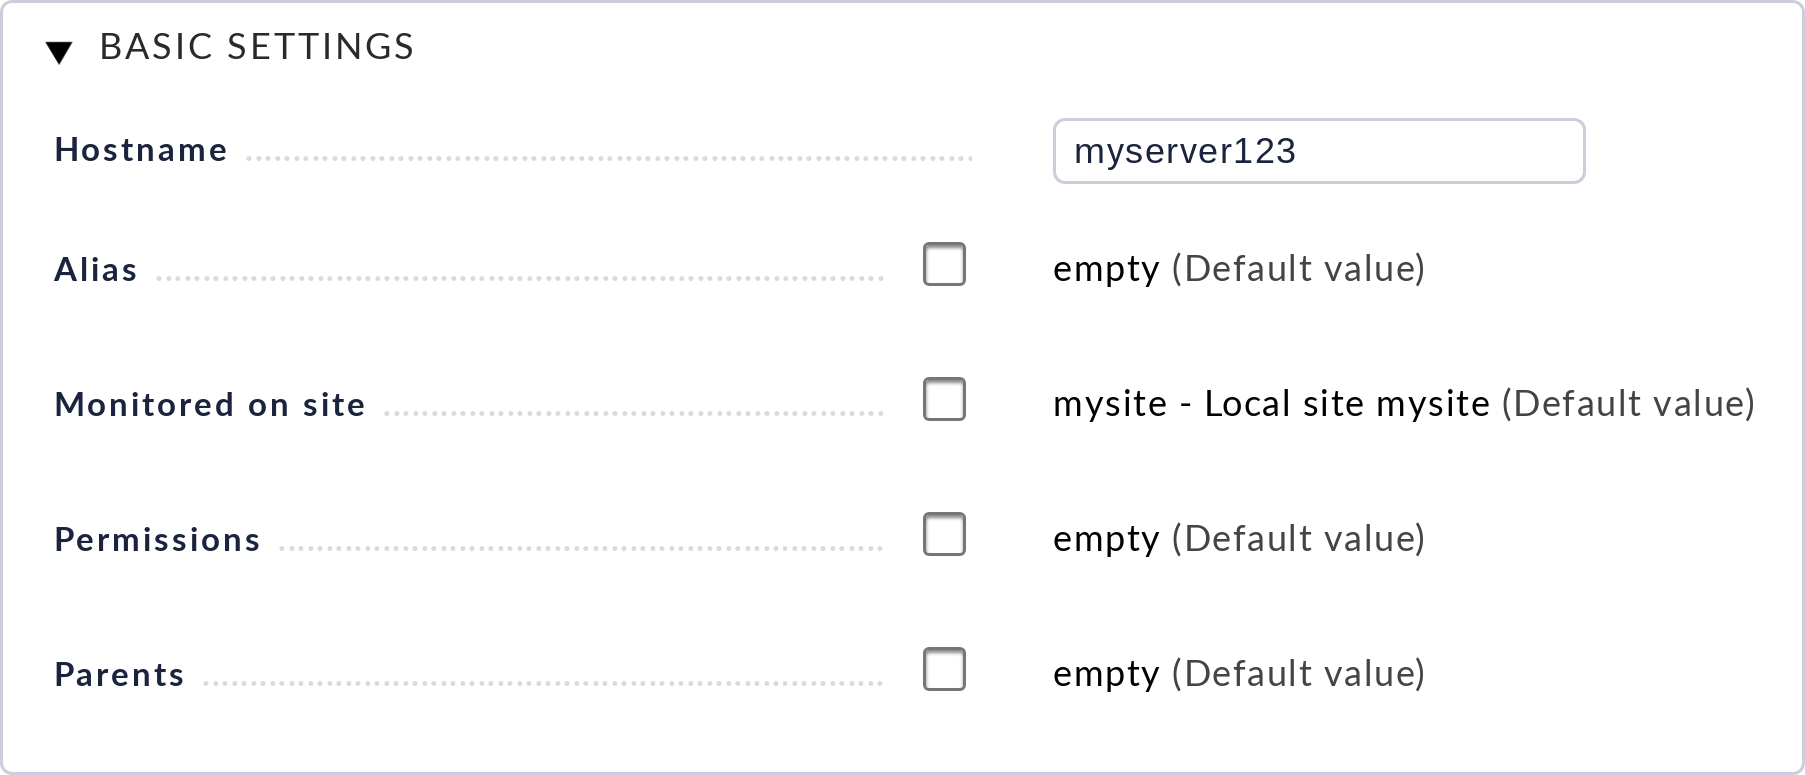 BASIC SETTINGS
Hostname myserver123
Alias empty (Default value)
Monitored on site mysite - Local site mysite (Default value)
Permissions empty (Default value)
Parents empty (Default value)